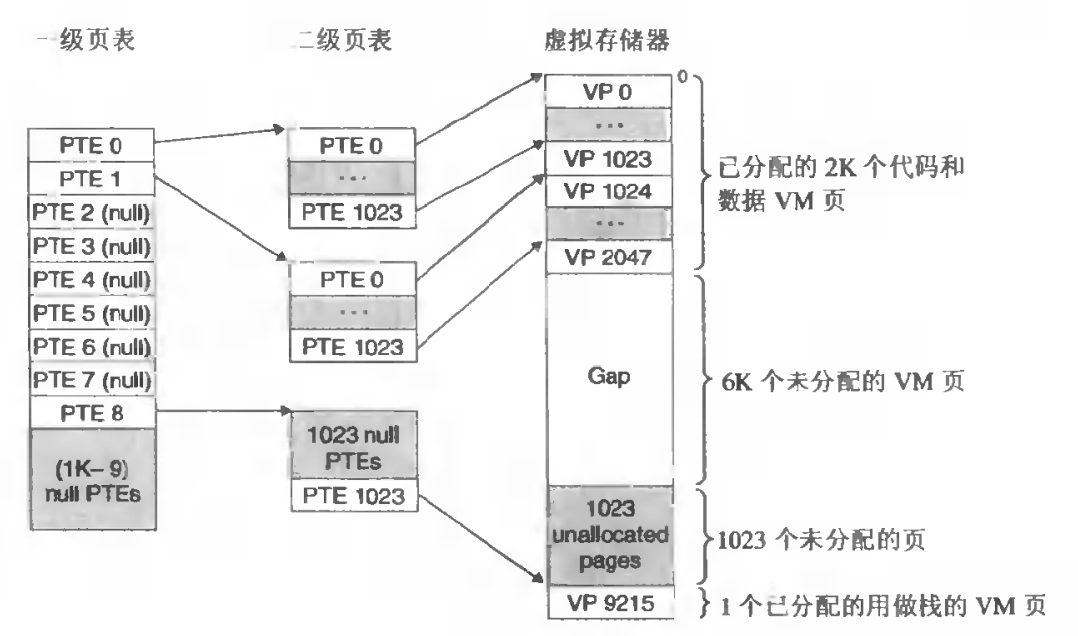 一级页表
二级页表
虚拟存储器
PTE 0
PTE 1
PTE 2 (null)
PTE 3 (null)
PTE 4 (null)
PTE 5 (null)
PTE 6 (null)
PTE 7 (null)
PTE 8
(1K– 9)
null PTEs
PTE 0
...
PTE 1023
PTE 0
...
PTE 1023
1023 null
PTEs
PTE 1023
0
VP 0
...
VP 1023
VP 1024
...
VP 2047
Gap
1023
unallocated
pages
VP 9215
已分配的 2K 个代码和
数据 VM 页
6K 个未分配的 VM 页
1023 个未分配的页
1 个已分配的用做栈的 VM 页